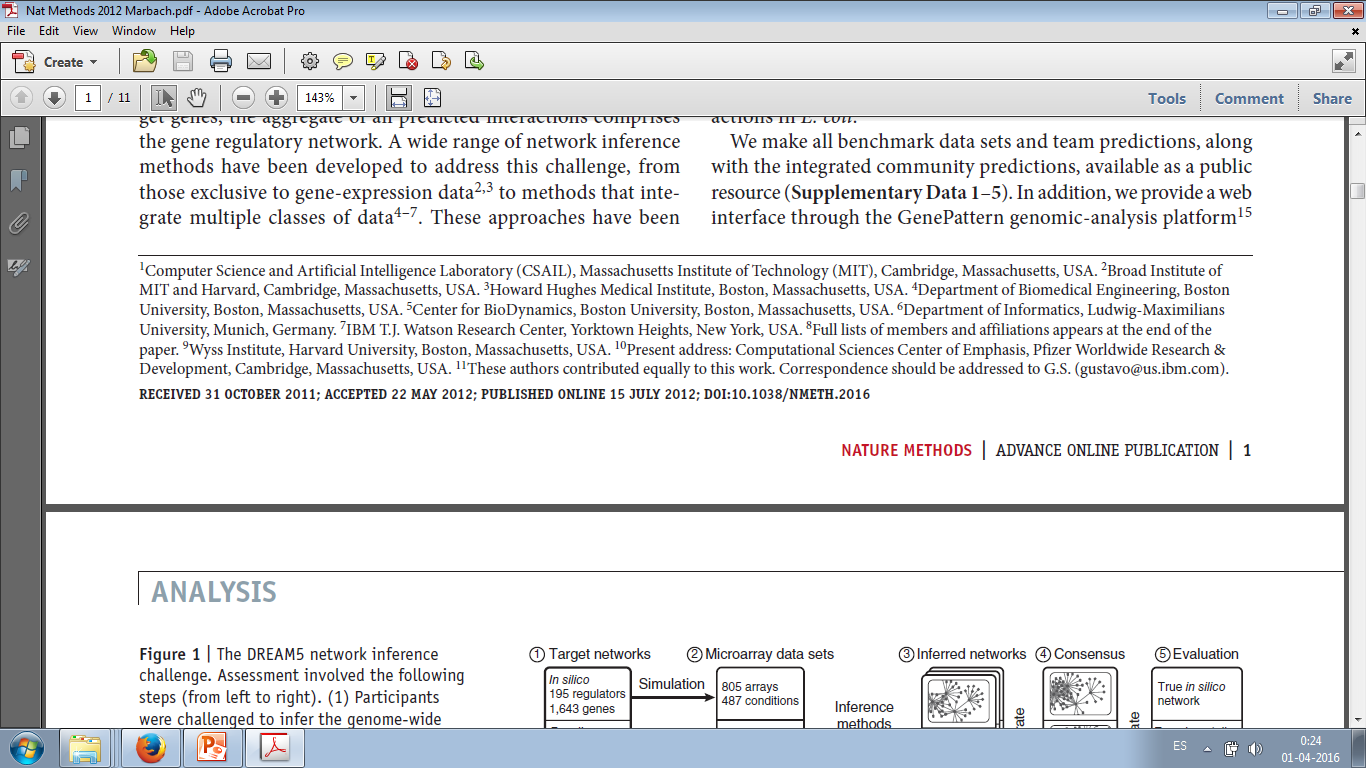 Nat Methods 2012 Marbach.pdf - Adobe Acrobat Pro
File Edit View Window Help
Create
1 / 11
143%
Tools Comment Share
get genes, the aggregate of all predicted interactions comprises
the gene regulatory network. A wide range of network inference
methods have been developed to address this challenge, from
those exclusive to gene-expression data2,3 to methods that inte-
grate multiple classes of data4–7. These approaches have been
actions in E. coli.
We make all benchmark data sets and team predictions, along
with the integrated community predictions, available as a public
resource (Supplementary Data 1–5). In addition, we provide a web
interface through the GenePattern genomic-analysis platform15
1Computer Science and Artificial Intelligence Laboratory (CSAIL), Massachusetts Institute of Technology (MIT), Cambridge, Massachusetts, USA. 2Broad Institute of
MIT and Harvard, Cambridge, Massachusetts, USA. 3Howard Hughes Medical Institute, Boston, Massachusetts, USA. 4Department of Biomedical Engineering, Boston
University, Boston, Massachusetts, USA. 5Center for BioDynamics, Boston University, Boston, Massachusetts, USA. 6Department of Informatics, Ludwig-Maximilians
University, Munich, Germany. 7IBM T.J. Watson Research Center, Yorktown Heights, New York, USA. 8Full lists of members and affiliations appears at the end of the
paper. 9Wyss Institute, Harvard University, Boston, Massachusetts, USA. 10Present address: Computational Sciences Center of Emphasis, Pfizer Worldwide Research &
Development, Cambridge, Massachusetts, USA. 11These authors contributed equally to this work. Correspondence should be addressed to G.S. (gustavo@us.ibm.com).
RECEIVED 31 OCTOBER 2011; ACCEPTED 22 MAY 2012; PUBLISHED ONLINE 15 JULY 2012; DOI:10.1038/NMETH.2016
NATURE METHODS | ADVANCE ONLINE PUBLICATION | 1
ANALYSIS
Figure 1 | The DREAM5 network inference
challenge. Assessment involved the following
steps (from left to right). (1) Participants
were challenged to infer the genome-wide
① Target networks ② Microarray data sets ③ Inferred networks ④ Consensus ⑤ Evaluation
In silico
195 regulators
1,643 genes
Simulation
805 arrays
487 conditions
Inference
methods
True in silico
network
ES
0:24
01-04-2016